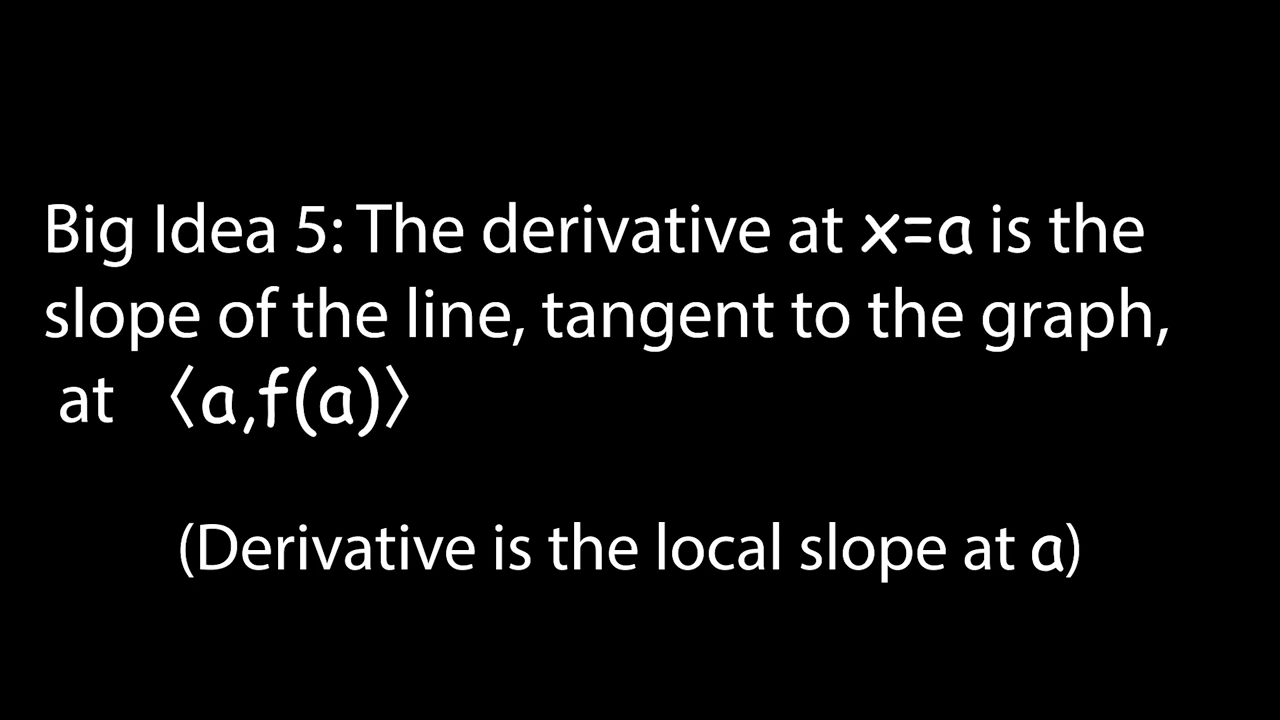 Big Idea 5: The derivative at x=a is the
slope of the line, tangent to the graph,
at 〈a,f(a)〉
(Derivative is the local slope at a)